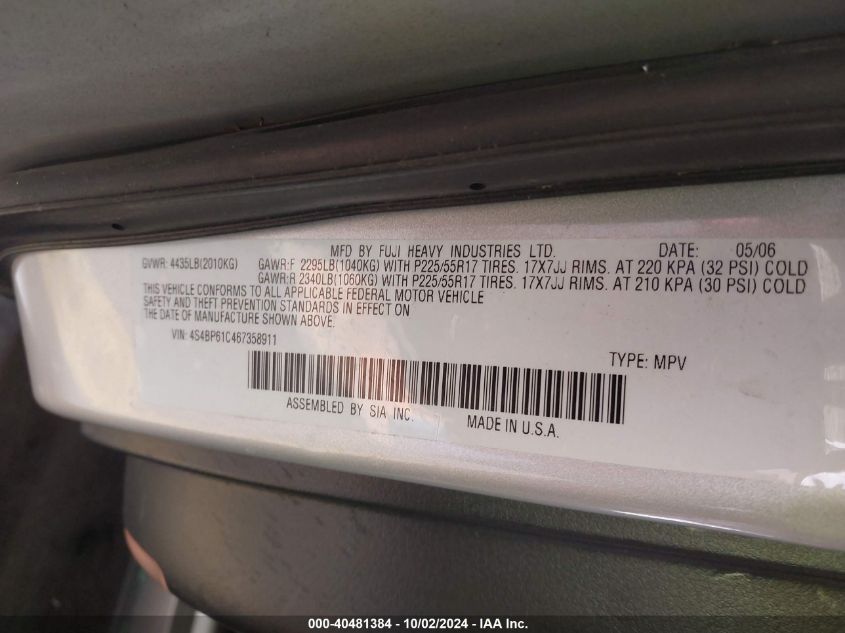 MFD BY FUJI HEAVY INDUSTRIES LTD. DATE: 05/06
GVWR: 4435LB(2010KG) GAWR:F 2295LB(1040KG) WITH P225/55R17 TIRES. 17X7JJ RIMS. AT 220 KPA (32 PSI) COLD
GAWR:R 2340LB(1060KG) WITH P225/55R17 TIRES. 17X7JJ RIMS. AT 210 KPA (30 PSI) COLD
THIS VEHICLE CONFORMS TO ALL APPLICABLE FEDERAL MOTOR VEHICLE
SAFETY AND THEFT PREVENTION STANDARDS IN EFFECT ON
THE DATE OF MANUFACTURE SHOWN ABOVE.
VIN: 4S4BP61C467358911
TYPE: MPV
ASSEMBLED BY SIA INC.
MADE IN U.S.A.
000-40481384 - 10/02/2024 - IAA Inc.